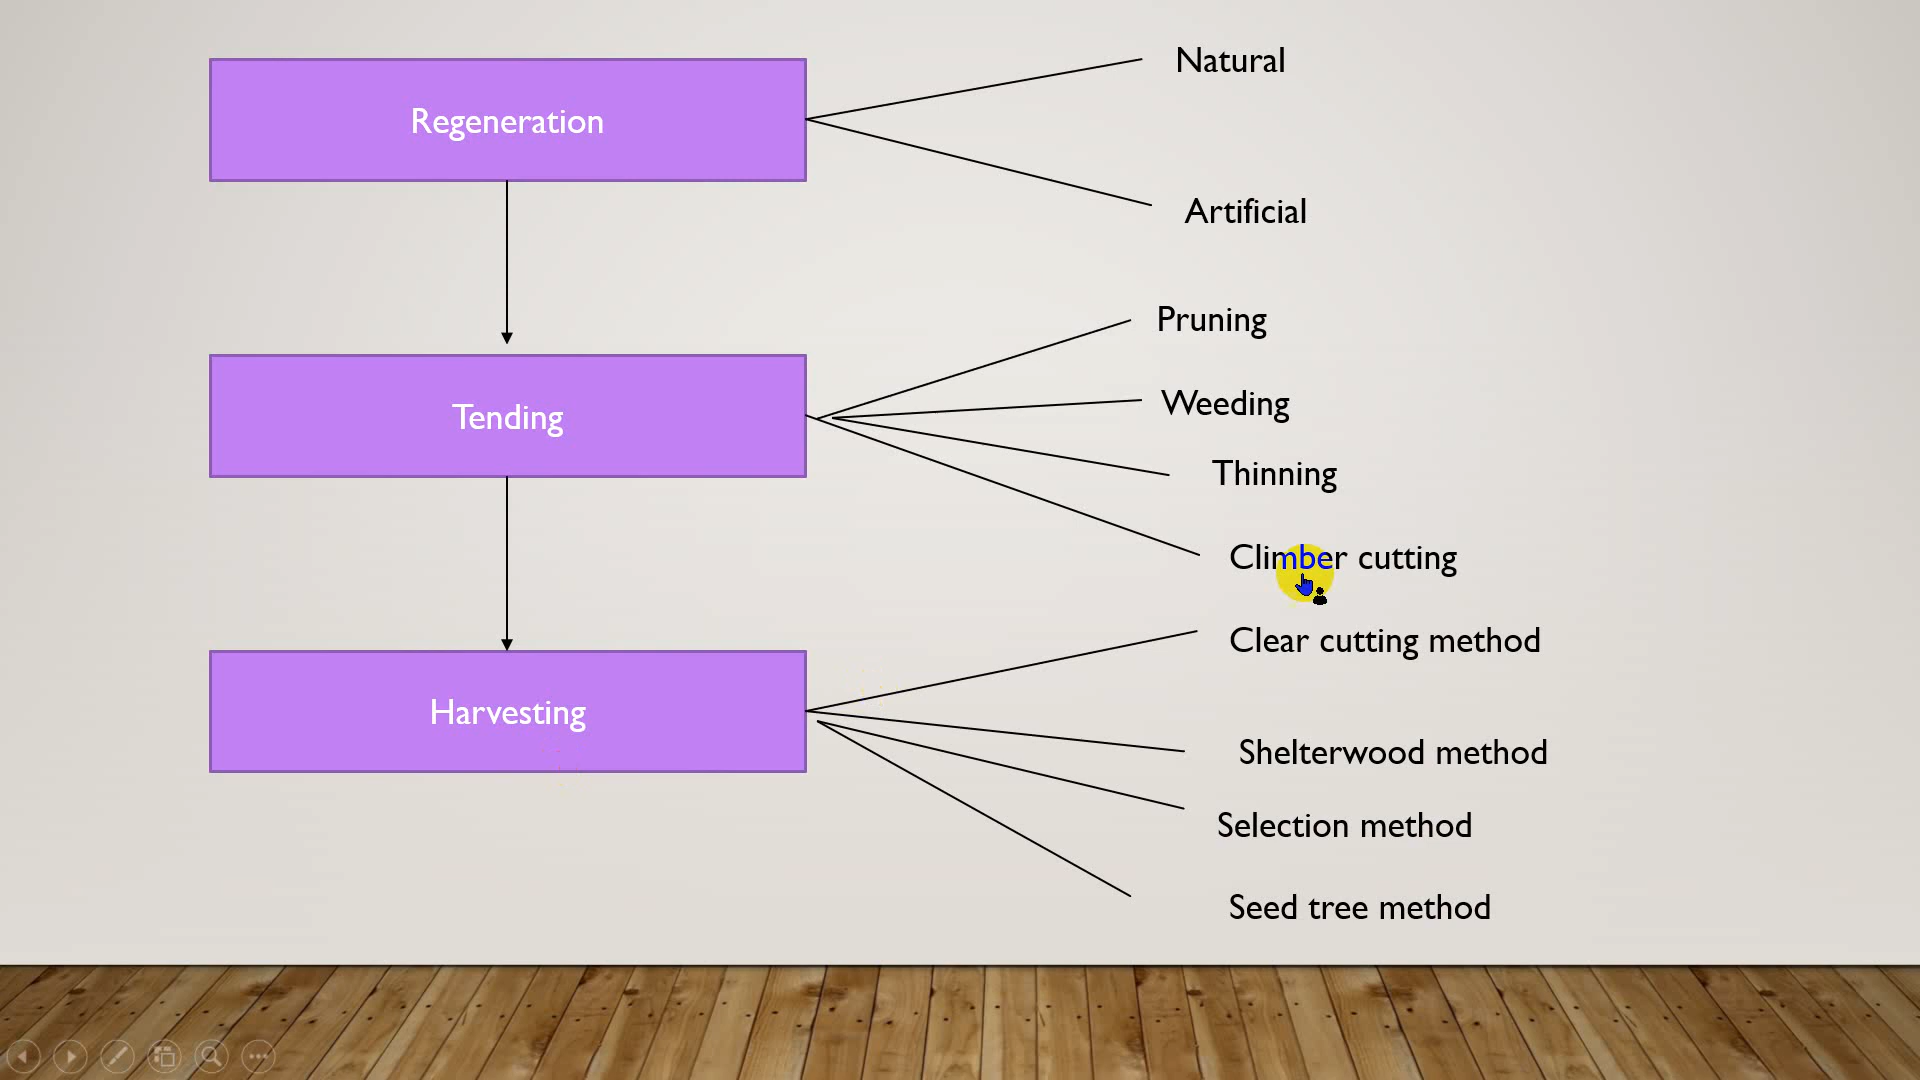 Regeneration
Natural
Artificial
Tending
Pruning
Weeding
Thinning
Climber cutting
Harvesting
Clear cutting method
Shelterwood method
Selection method
Seed tree method